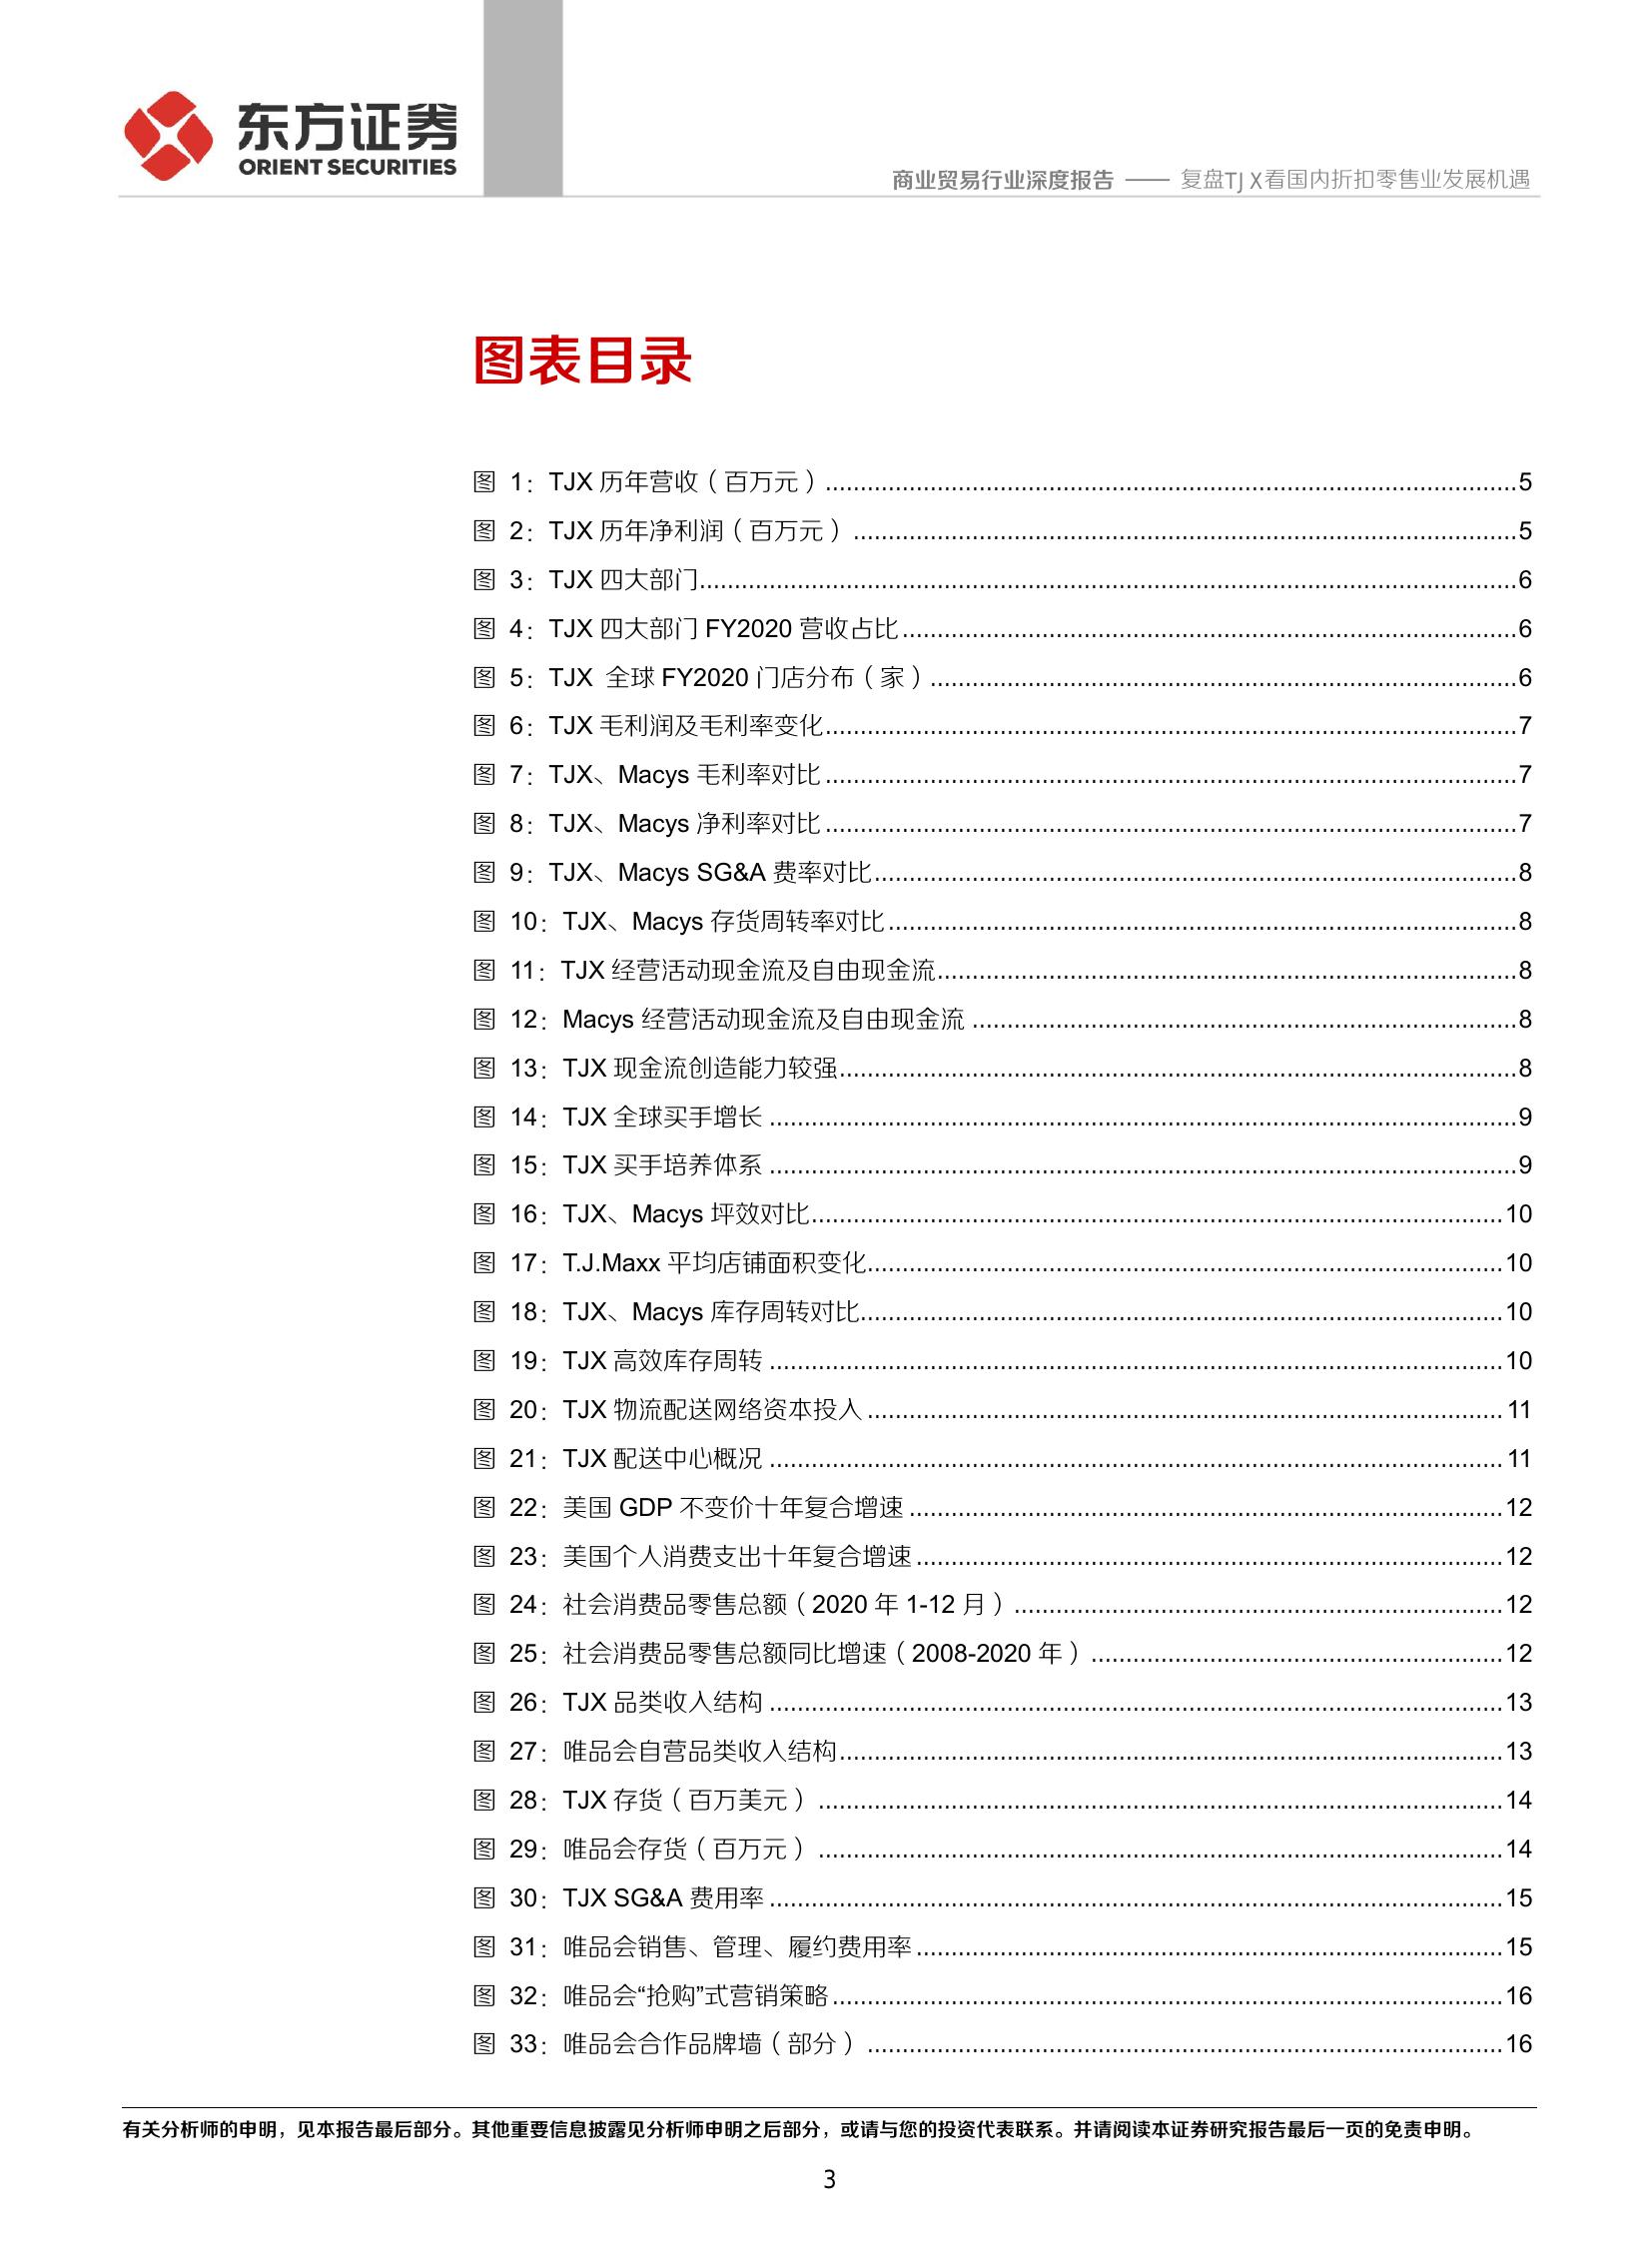 东方证券
ORIENT SECURITIES
商业贸易行业深度报告 —— 复盘TJX看国内折扣零售业发展机遇
图表目录
图 1：TJX 历年营收（百万元）....................5
图 2：TJX 历年净利润（百万元）....................5
图 3：TJX 四大部门....................6
图 4：TJX 四大部门 FY2020 营收占比....................6
图 5：TJX 全球 FY2020 门店分布（家）....................6
图 6：TJX 毛利润及毛利率变化....................7
图 7：TJX、Macys 毛利率对比....................7
图 8：TJX、Macys 净利率对比....................7
图 9：TJX、Macys SG&A 费率对比....................8
图 10：TJX、Macys 存货周转率对比....................8
图 11：TJX 经营活动现金流及自由现金流....................8
图 12：Macys 经营活动现金流及自由现金流....................8
图 13：TJX 现金流创造能力较强....................8
图 14：TJX 全球买手增长....................9
图 15：TJX 买手培养体系....................9
图 16：TJX、Macys 坪效对比....................10
图 17：T.J.Maxx 平均店铺面积变化....................10
图 18：TJX、Macys 库存周转对比....................10
图 19：TJX 高效库存周转....................10
图 20：TJX 物流配送网络资本投入....................11
图 21：TJX 配送中心概况....................11
图 22：美国 GDP 不变价十年复合增速....................12
图 23：美国个人消费支出十年复合增速....................12
图 24：社会消费品零售总额（2020 年 1-12 月）....................12
图 25：社会消费品零售总额同比增速（2008-2020 年）....................12
图 26：TJX 品类收入结构....................13
图 27：唯品会自营品类收入结构....................13
图 28：TJX 存货（百万美元）....................14
图 29：唯品会存货（百万元）....................14
图 30：TJX SG&A 费用率....................15
图 31：唯品会销售、管理、履约费用率....................15
图 32：唯品会“抢购”式营销策略....................16
图 33：唯品会合作品牌墙（部分）....................16
有关分析师的申明，见本报告最后部分。其他重要信息披露见分析师申明之后部分，或请与您的投资代表联系。并请阅读本证券研究报告最后一页的免责申明。
3